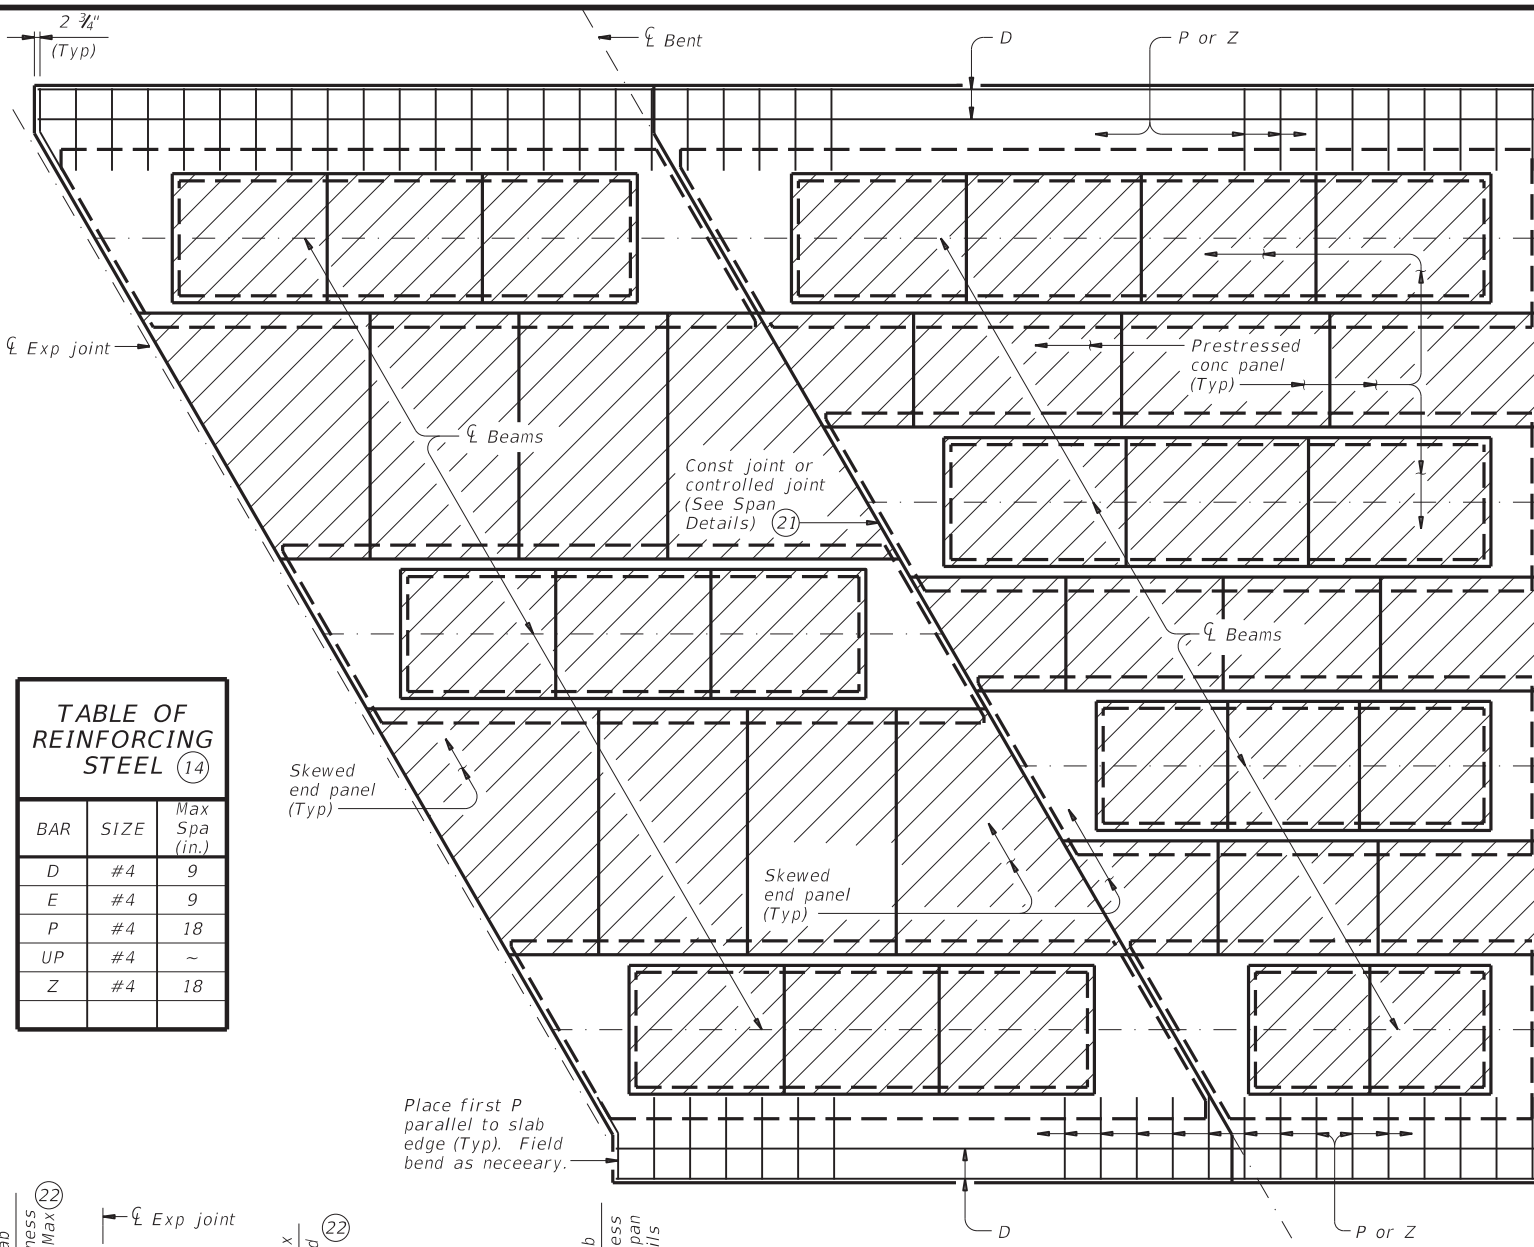 2 ¾"
(Typ)
℄ Bent
D
P or Z
℄ Exp joint
Prestressed
conc panel
(Typ)
℄ Beams
Const joint or
controlled joint
(See Span
Details) 21
℄ Beams
TABLE OF
REINFORCING
STEEL 14
BAR SIZE Max Spa (in.)
D #4 9
E #4 9
P #4 18
UP #4 ~
Z #4 18
Skewed
end panel
(Typ)
Skewed
end panel
(Typ)
Place first P
parallel to slab
edge (Typ). Field
bend as neceeary.
22
Max
℄ Exp joint
22
D
P or Z